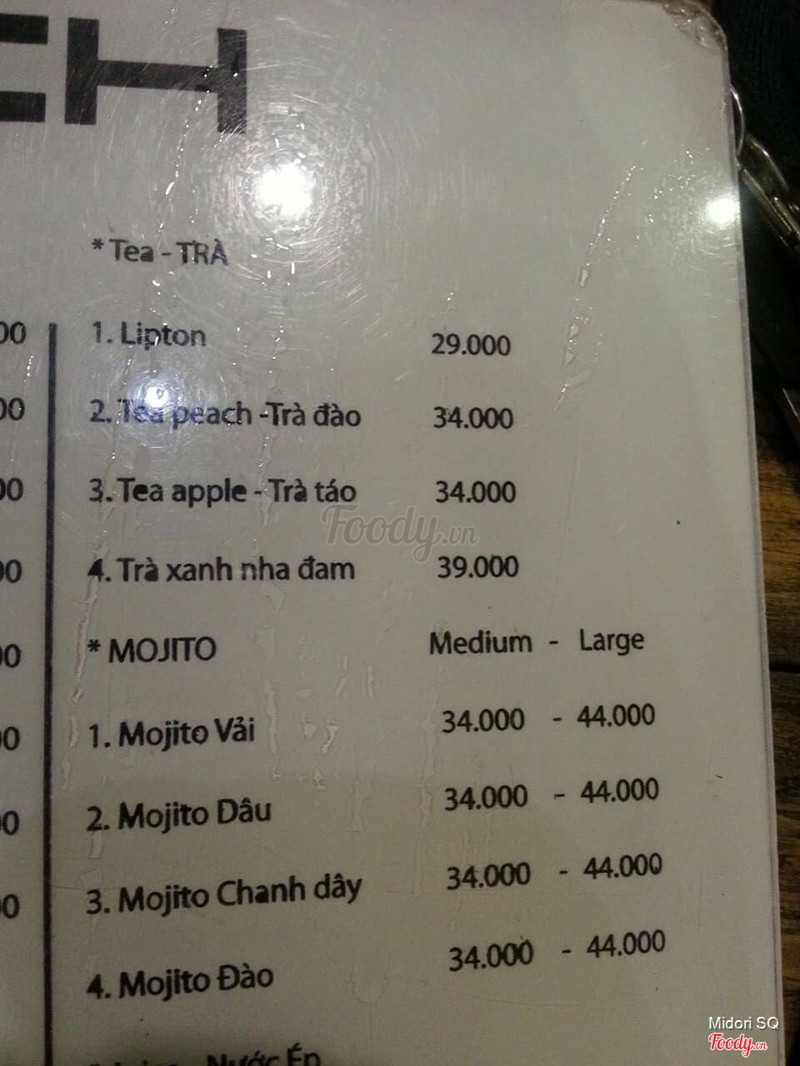 CH
* Tea - TRÀ
1. Lipton 29.000
2. Tea peach -Trà đào 34.000
3. Tea apple - Trà táo 34.000
Foody.vn
4. Trà xanh nha đam 39.000
* MOJITO Medium - Large
1. Mojito Vải 34.000 - 44.000
2. Mojito Dâu 34.000 - 44.000
3. Mojito Chanh dây 34.000 - 44.000
4. Mojito Đào 34.000 - 44.000
- Nước Ép
Midori SQ
Foody.vn